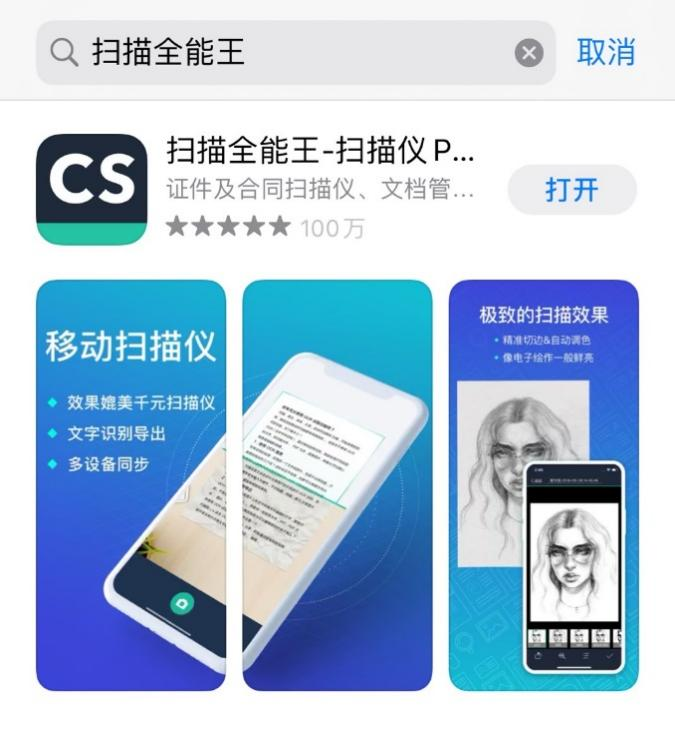 扫描全能王
取消
CS
扫描全能王-扫描仪 P...
证件及合同扫描仪、文档管...
打开
100万
移动扫描仪
效果媲美千元扫描仪
文字识别导出
多设备同步
极致的扫描效果
精准切边&自动调色
像电子绘作一般鲜亮